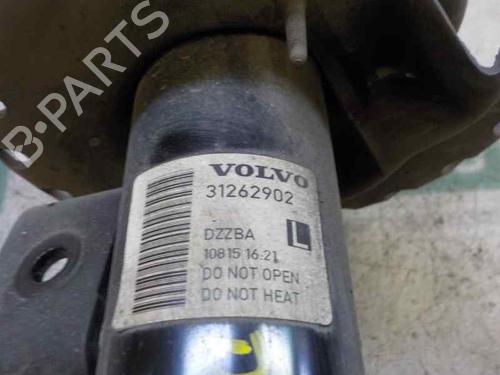 B-PARTS
VOLVO
31262902
DZZBA L
10815 16:21
DO NOT OPEN
DO NOT HEAT